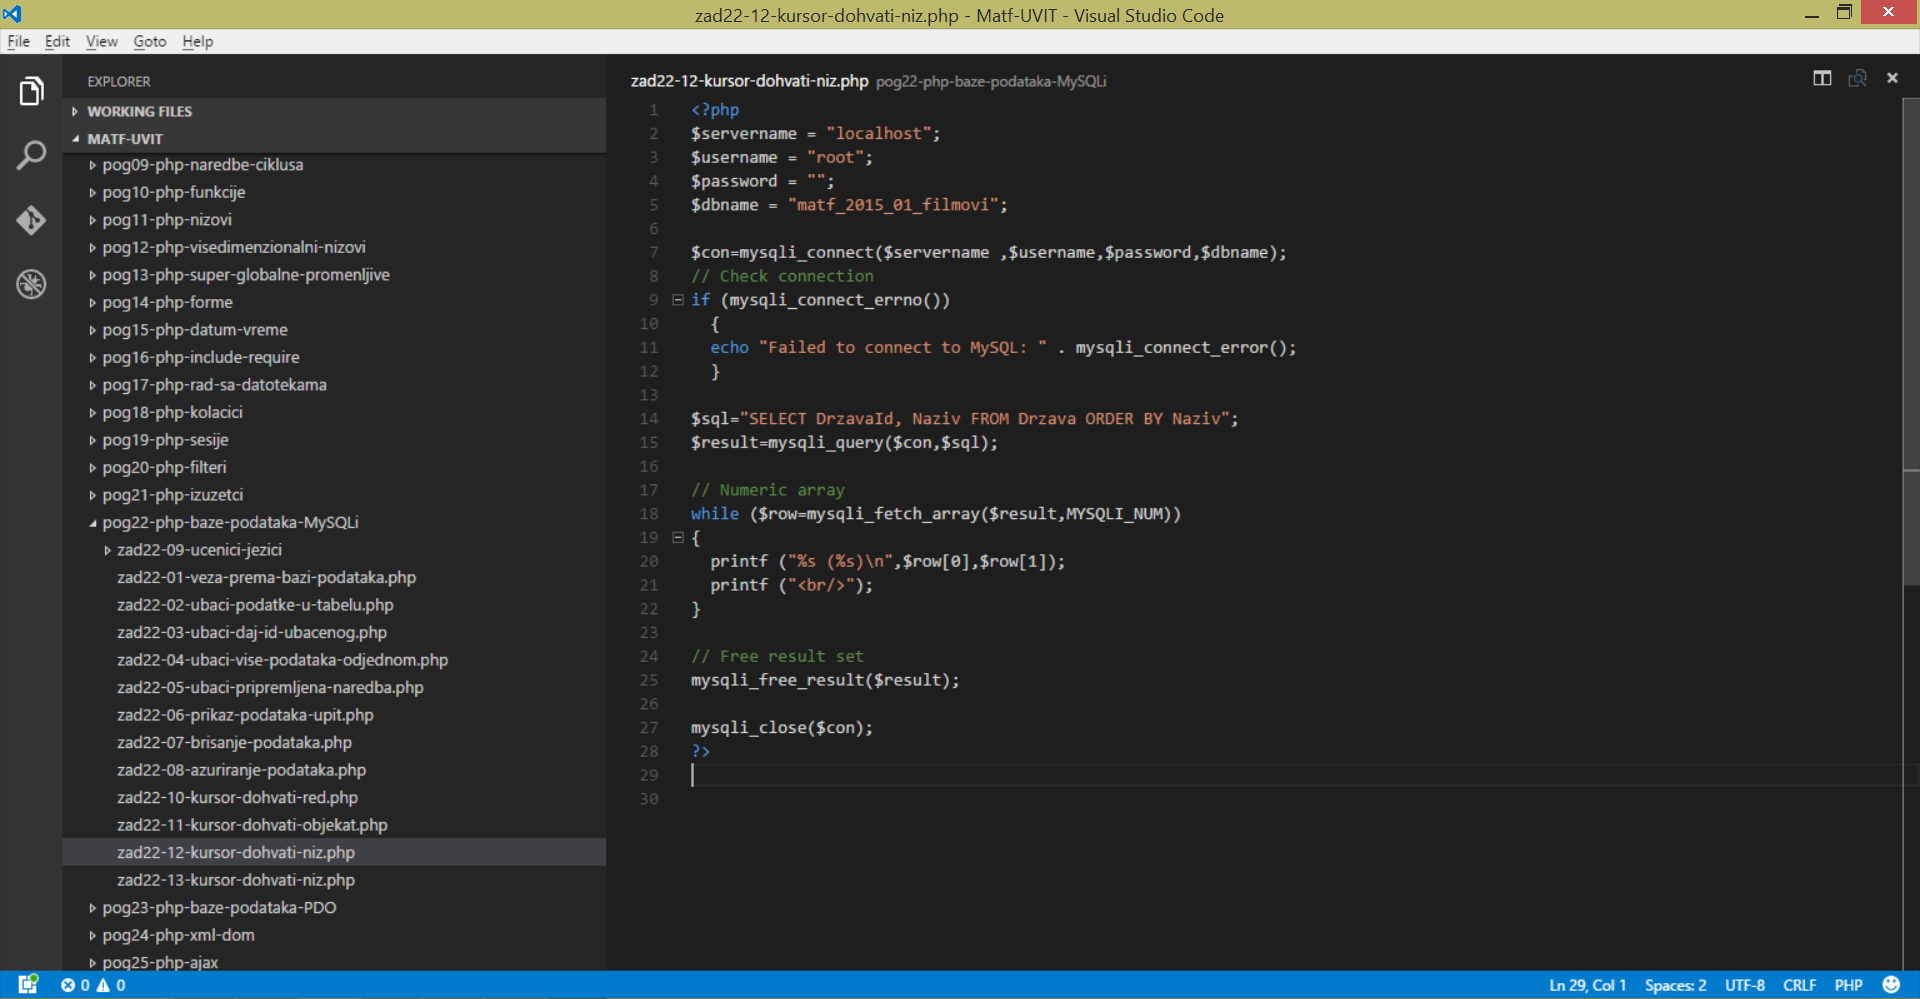 zad22-12-kursor-dohvati-niz.php - Matf-UVIT - Visual Studio Code
File Edit View Goto Help
EXPLORER
WORKING FILES
MATF-UVIT
pog09-php-naredbe-ciklusa
pog10-php-funkcije
pog11-php-nizovi
pog12-php-visedimenzionalni-nizovi
pog13-php-super-globalne-promenljive
pog14-php-forme
pog15-php-datum-vreme
pog16-php-include-require
pog17-php-rad-sa-datotekama
pog18-php-kolacici
pog19-php-sesije
pog20-php-filteri
pog21-php-izuzetci
pog22-php-baze-podataka-MySQLi
zad22-09-ucenici-jezici
zad22-01-veza-prema-bazi-podataka.php
zad22-02-ubaci-podatke-u-tabelu.php
zad22-03-ubaci-daj-id-ubacenog.php
zad22-04-ubaci-vise-podataka-odjednom.php
zad22-05-ubaci-pripremljena-naredba.php
zad22-06-prikaz-podataka-upit.php
zad22-07-brisanje-podataka.php
zad22-08-azuriranje-podataka.php
zad22-10-kursor-dohvati-red.php
zad22-11-kursor-dohvati-objekat.php
zad22-12-kursor-dohvati-niz.php
zad22-13-kursor-dohvati-niz.php
pog23-php-baze-podataka-PDO
pog24-php-xml-dom
pog25-php-ajax
zad22-12-kursor-dohvati-niz.php pog22-php-baze-podataka-MySQLi
1 <?php
2 $servername = "localhost";
3 $username = "root";
4 $password = "";
5 $dbname = "matf_2015_01_filmovi";
6
7 $con=mysqli_connect($servername ,$username,$password,$dbname);
8 // Check connection
9 if (mysqli_connect_errno())
10 {
11 echo "Failed to connect to MySQL: " . mysqli_connect_error();
12 }
13
14 $sql="SELECT DrzavaId, Naziv FROM Drzava ORDER BY Naziv";
15 $result=mysqli_query($con,$sql);
16
17 // Numeric array
18 while ($row=mysqli_fetch_array($result,MYSQLI_NUM))
19 {
20 printf ("%s (%s)\n",$row[0],$row[1]);
21 printf ("<br/>");
22 }
23
24 // Free result set
25 mysqli_free_result($result);
26
27 mysqli_close($con);
28 ?>
29
30
0 0 Ln 29, Col 1 Spaces: 2 UTF-8 CRLF PHP